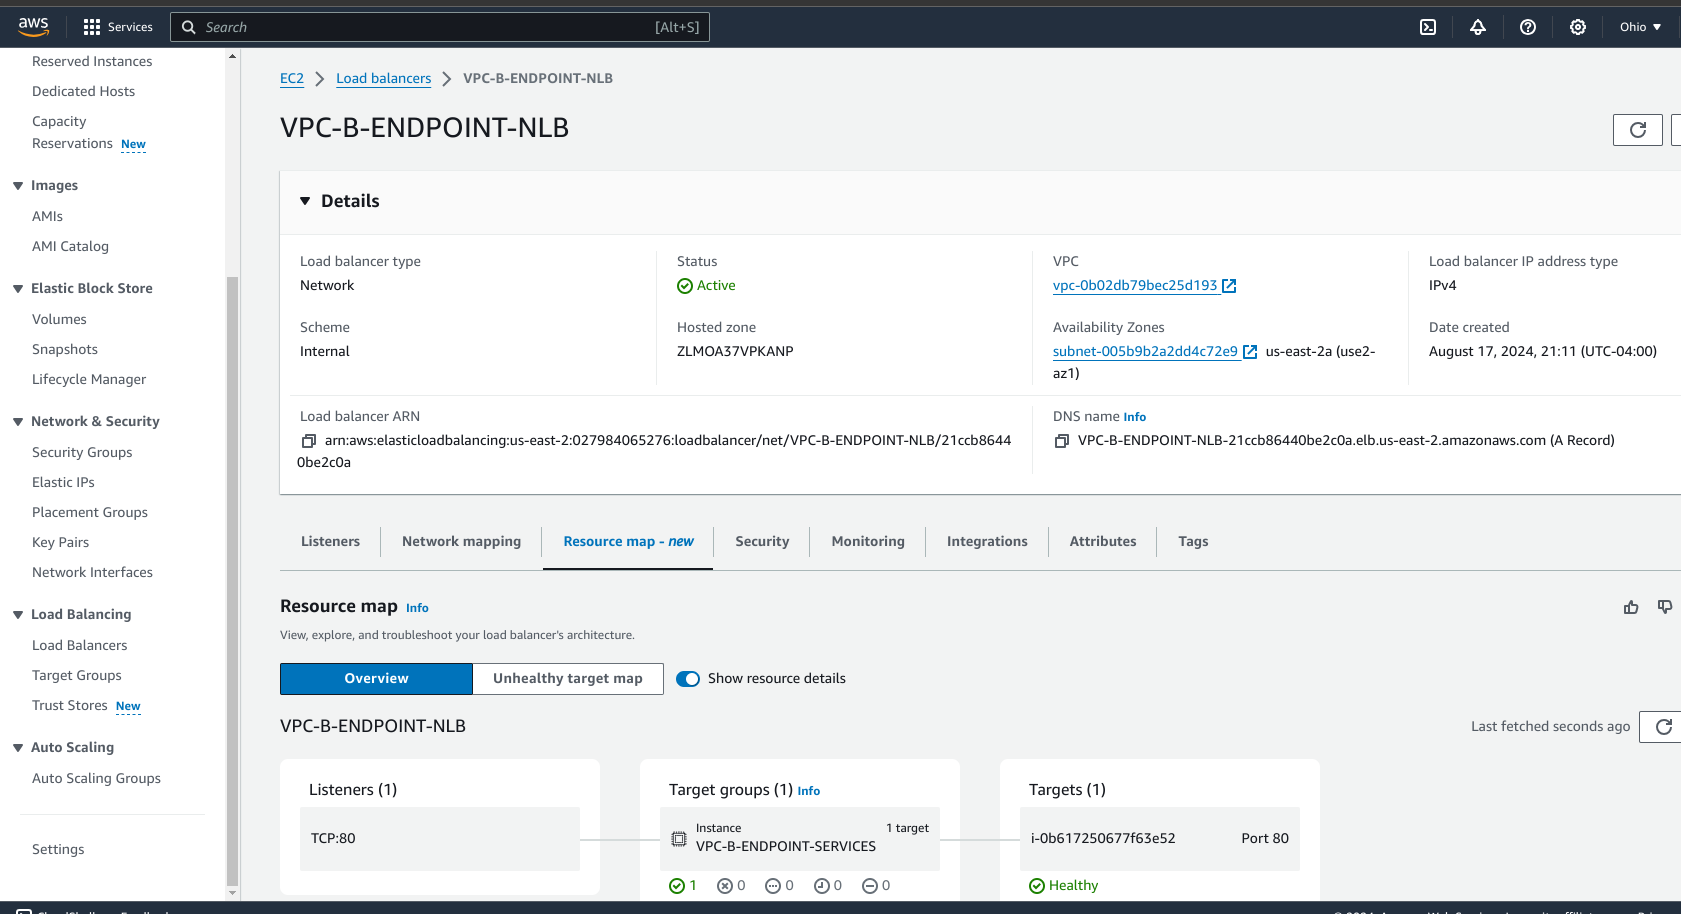 aws
Services
Search
[Alt+S]
Ohio
Reserved Instances
Dedicated Hosts
Capacity
Reservations New
Images
AMIs
AMI Catalog
Elastic Block Store
Volumes
Snapshots
Lifecycle Manager
Network & Security
Security Groups
Elastic IPs
Placement Groups
Key Pairs
Network Interfaces
Load Balancing
Load Balancers
Target Groups
Trust Stores New
Auto Scaling
Auto Scaling Groups
Settings
EC2 > Load balancers > VPC-B-ENDPOINT-NLB
VPC-B-ENDPOINT-NLB
Details
Load balancer type
Network
Status
Active
VPC
vpc-0b02db79bec25d193
Load balancer IP address type
IPv4
Scheme
Internal
Hosted zone
ZLMOA37VPKANP
Availability Zones
subnet-005b9b2a2dd4c72e9 us-east-2a (use2-
az1)
Date created
August 17, 2024, 21:11 (UTC-04:00)
Load balancer ARN
arn:aws:elasticloadbalancing:us-east-2:027984065276:loadbalancer/net/VPC-B-ENDPOINT-NLB/21ccb8644
0be2c0a
DNS name Info
VPC-B-ENDPOINT-NLB-21ccb86440be2c0a.elb.us-east-2.amazonaws.com (A Record)
Listeners
Network mapping
Resource map - new
Security
Monitoring
Integrations
Attributes
Tags
Resource map Info
View, explore, and troubleshoot your load balancer's architecture.
Overview
Unhealthy target map
Show resource details
VPC-B-ENDPOINT-NLB
Last fetched seconds ago
Listeners (1)
TCP:80
Target groups (1) Info
Instance
1 target
VPC-B-ENDPOINT-SERVICES
1 0 0 0 0
Targets (1)
i-0b617250677f63e52 Port 80
Healthy